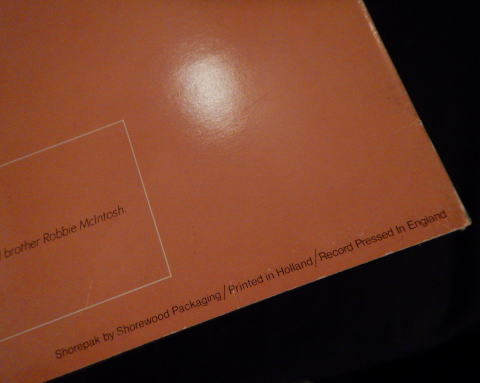 brother Robbie McIntosh.
Shorepak by Shorewood Packaging/Printed in Holland/Record Pressed In England